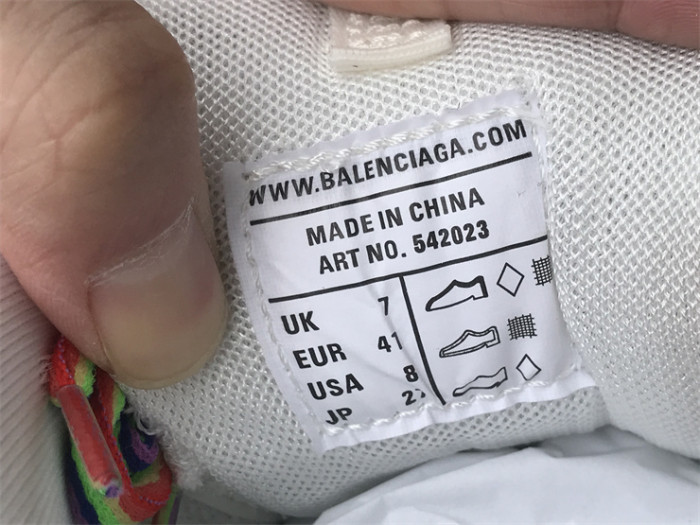 WWW.BALENCIAGA.COM
MADE IN CHINA
ART NO. 542023
UK 7
EUR 41
USA 8
JP